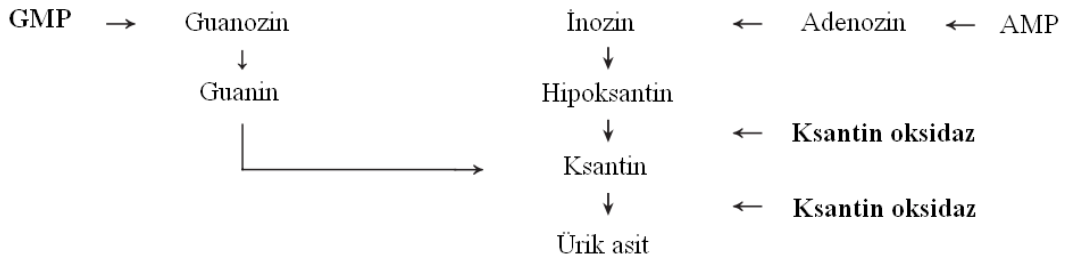 GMP → Guanozin İnozin ← Adenozin ← AMP
↓ ↓
Guanin Hipoksantin
↓ ← Ksantin oksidaz
Ksantin
↓ ← Ksantin oksidaz
Ürik asit